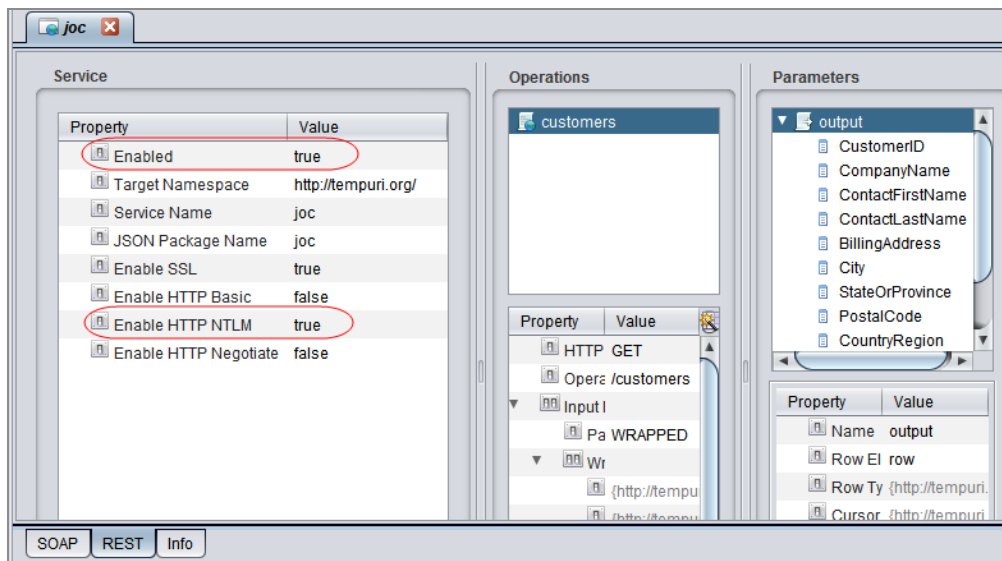 joc
Service
Property Value
Enabled true
Target Namespace http://tempuri.org/
Service Name joc
JSON Package Name joc
Enable SSL true
Enable HTTP Basic false
Enable HTTP NTLM true
Enable HTTP Negotiate false
Operations
customers
Property Value
HTTP GET
Opera /customers
Input I
Pa WRAPPED
Wr
{http://tempu
{http://tempu
Parameters
output
CustomerID
CompanyName
ContactFirstName
ContactLastName
BillingAddress
City
StateOrProvince
PostalCode
CountryRegion
Property Value
Name output
Row El row
Row Ty {http://tempuri.
Cursor {http://tempuri
SOAP REST Info